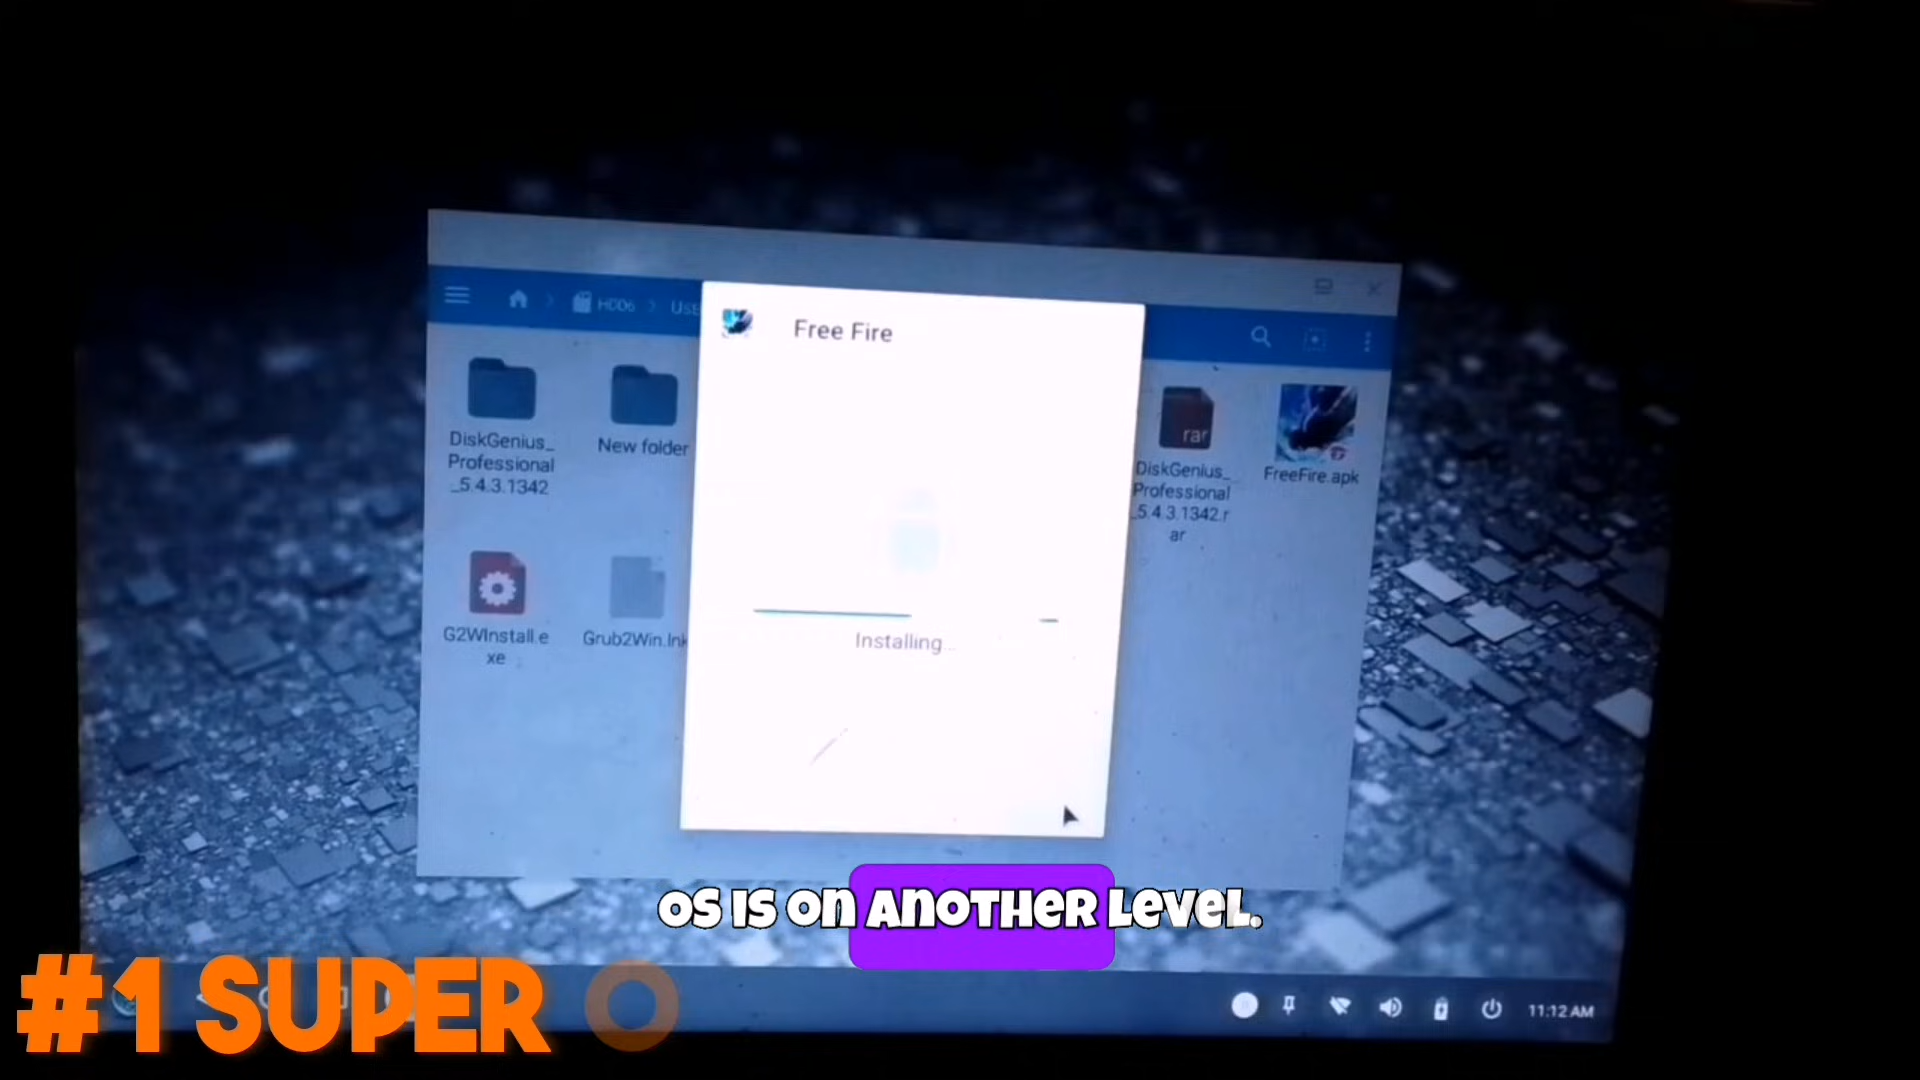 HDD6
Free Fire
DiskGenius_
Professional
_5.4.3.1342
New folder
rar
DiskGenius_
Professional
_5.4.3.1342.r
ar
FreeFire.apk
G2WInstall.e
xe
Grub2Win.lnk
Installing...
OS IS ON ANOTHER LEVEL.
#1 SUPER O
11:12 AM